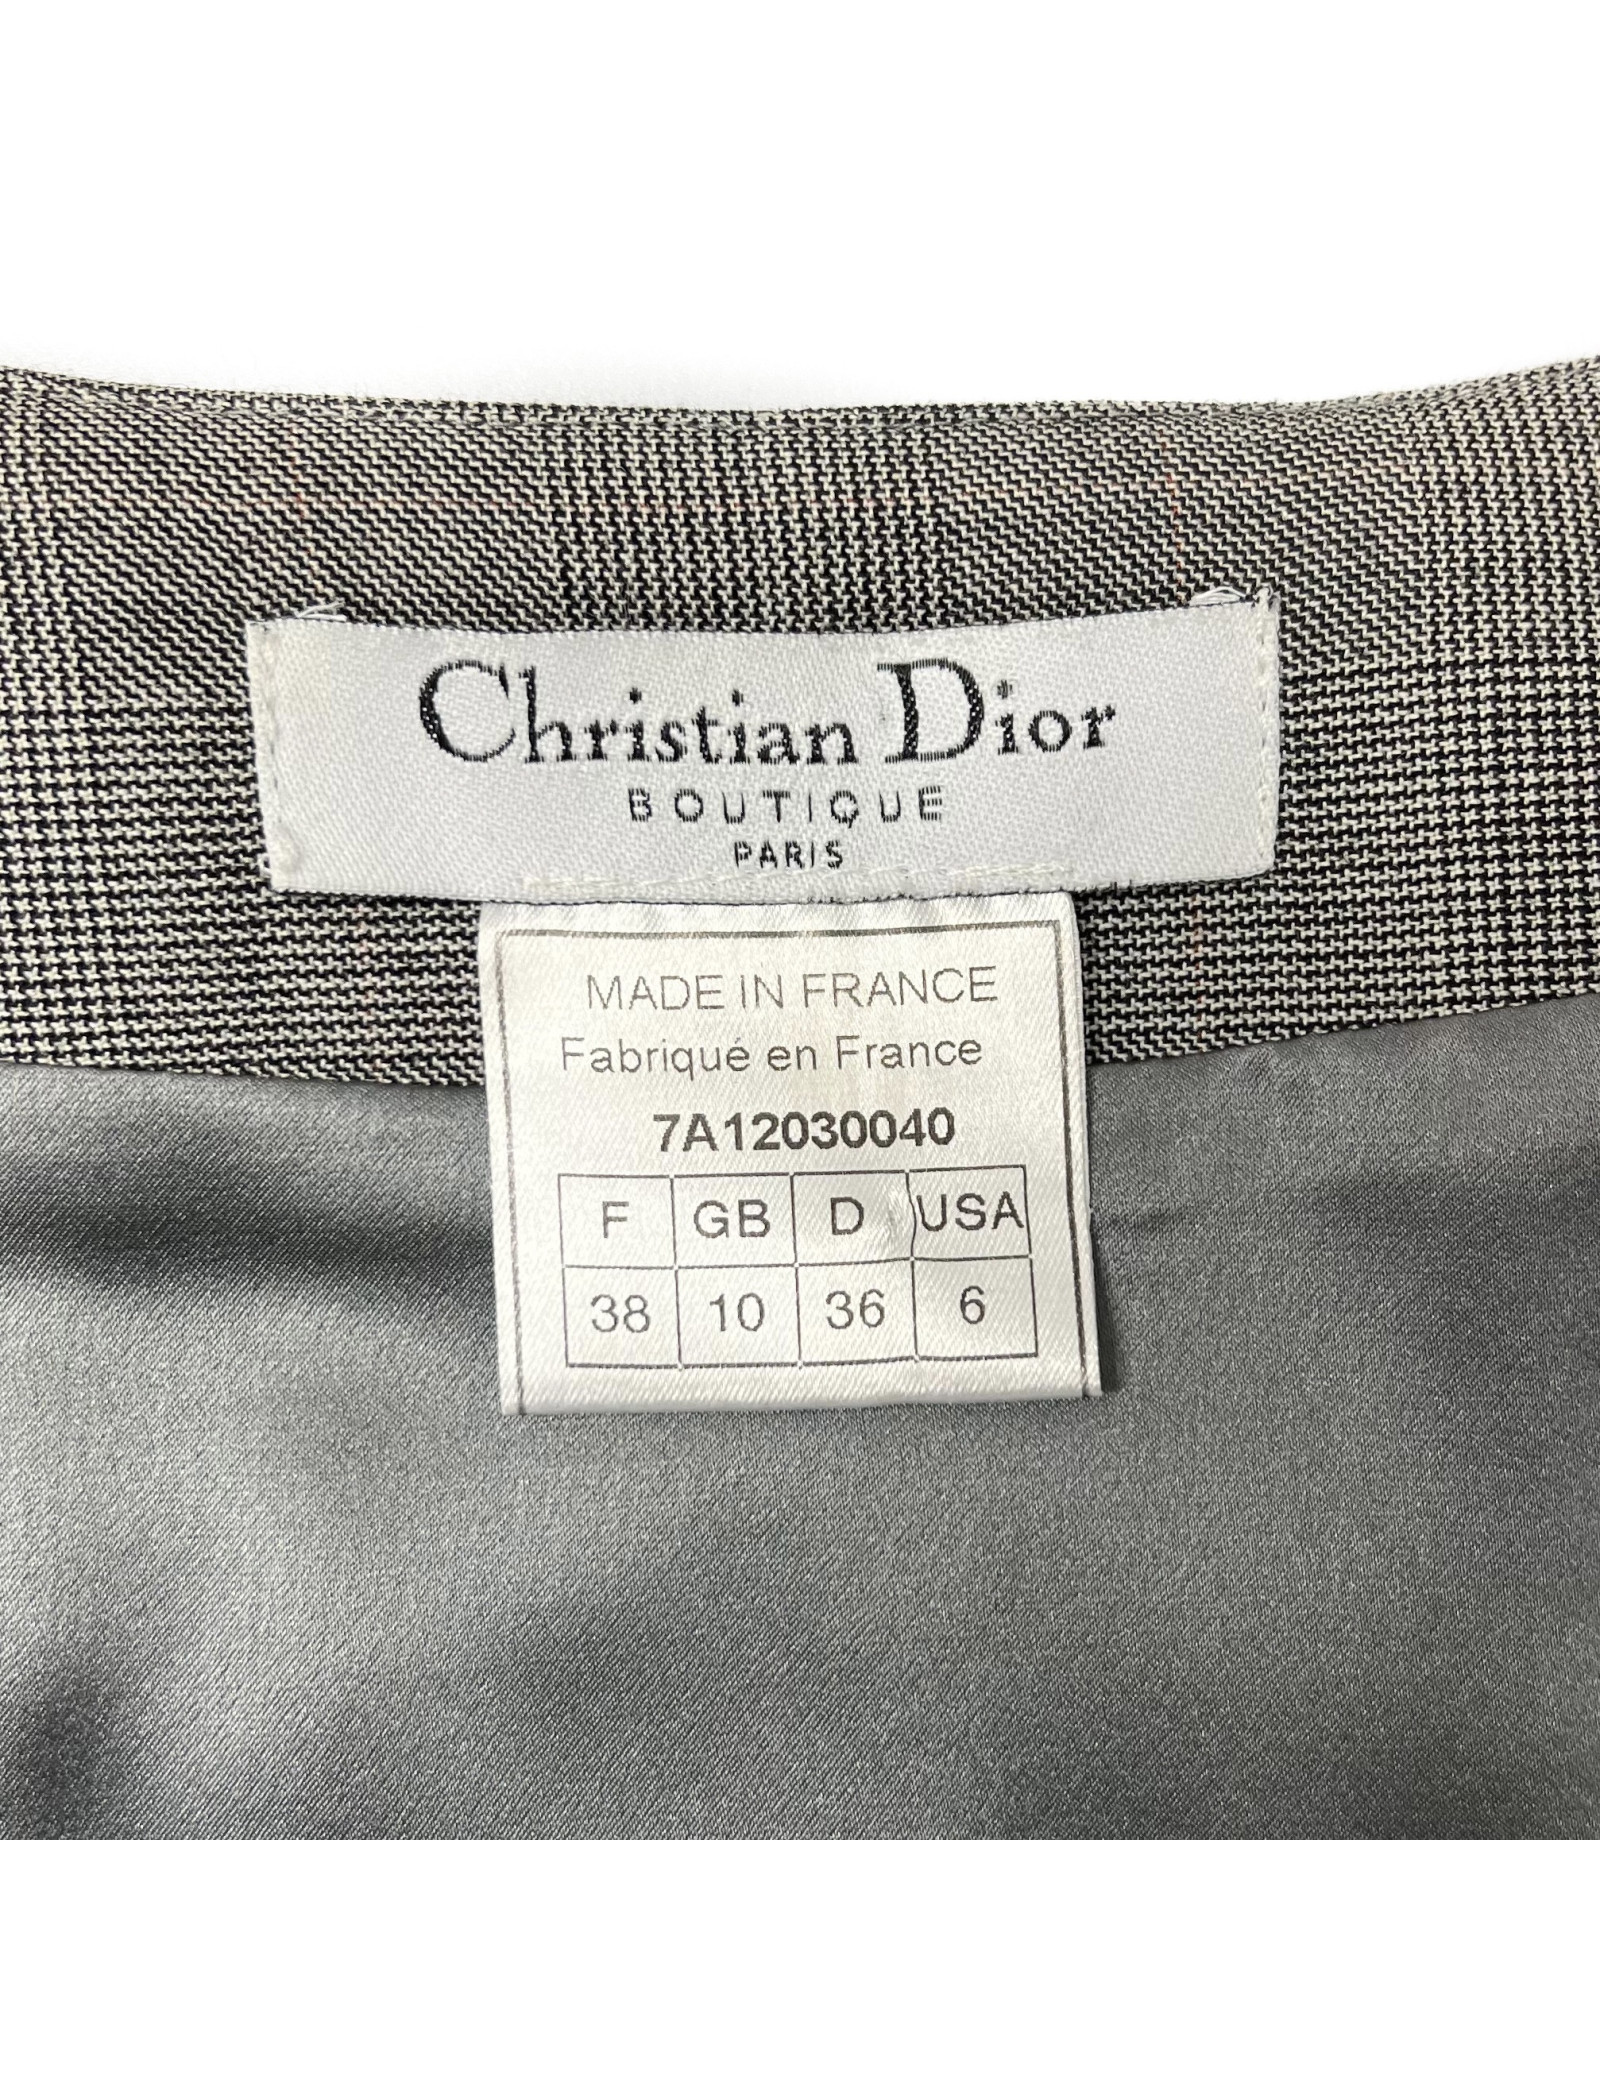 Christian Dior
BOUTIQUE
PARIS
MADE IN FRANCE
Fabriqué en France
7A12030040
F GB D USA
38 10 36 6